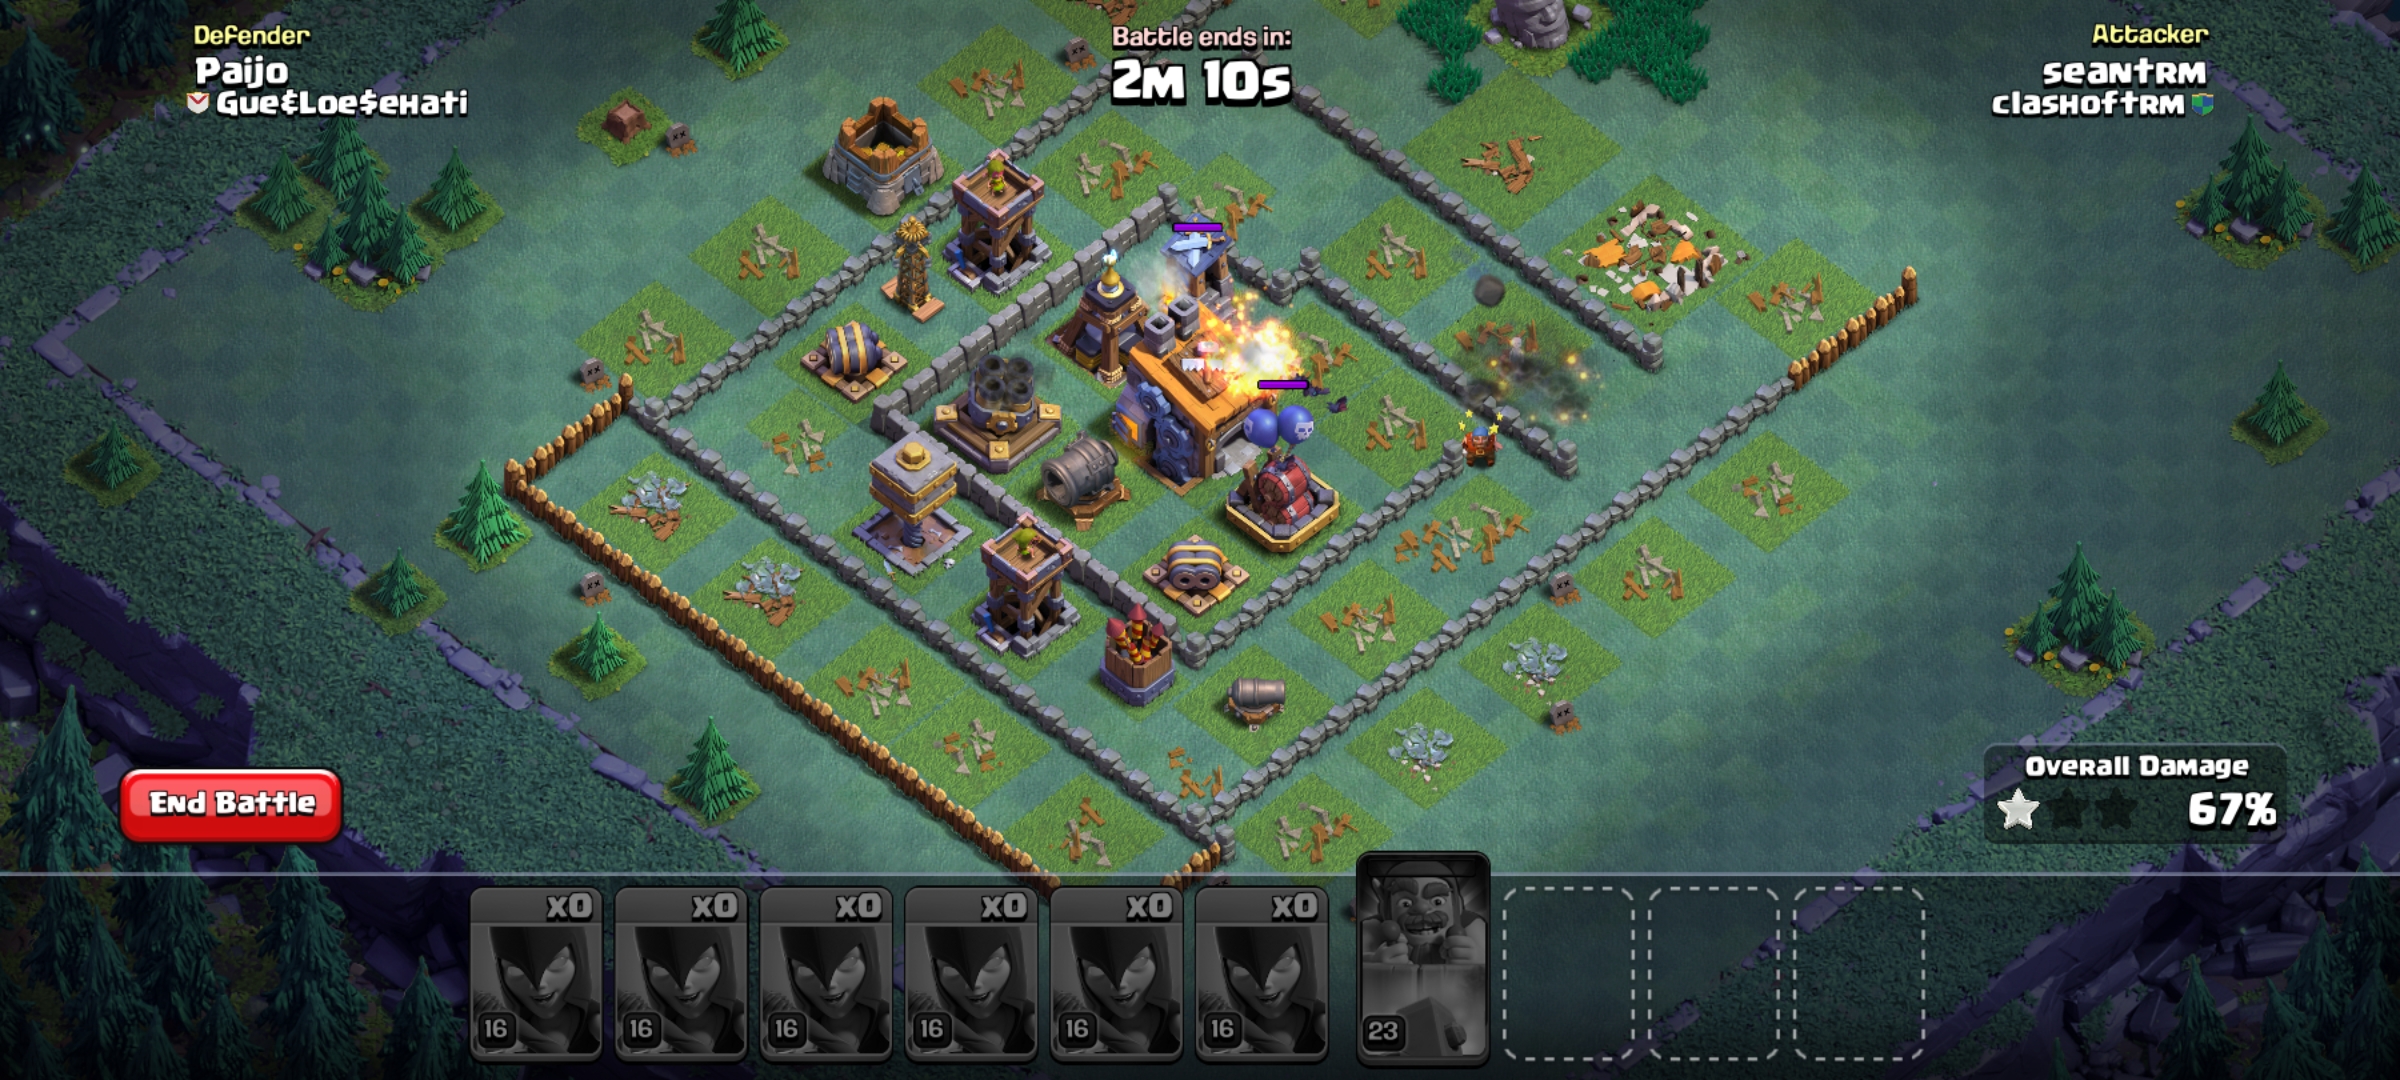 Defender
Paijo
Gue&Loe$eHati
Battle ends in:
2M 10s
Attacker
seantRM
clashoftRM
End Battle
Overall Damage
67%
x0
x0
x0
x0
x0
x0
16
16
16
16
16
16
23